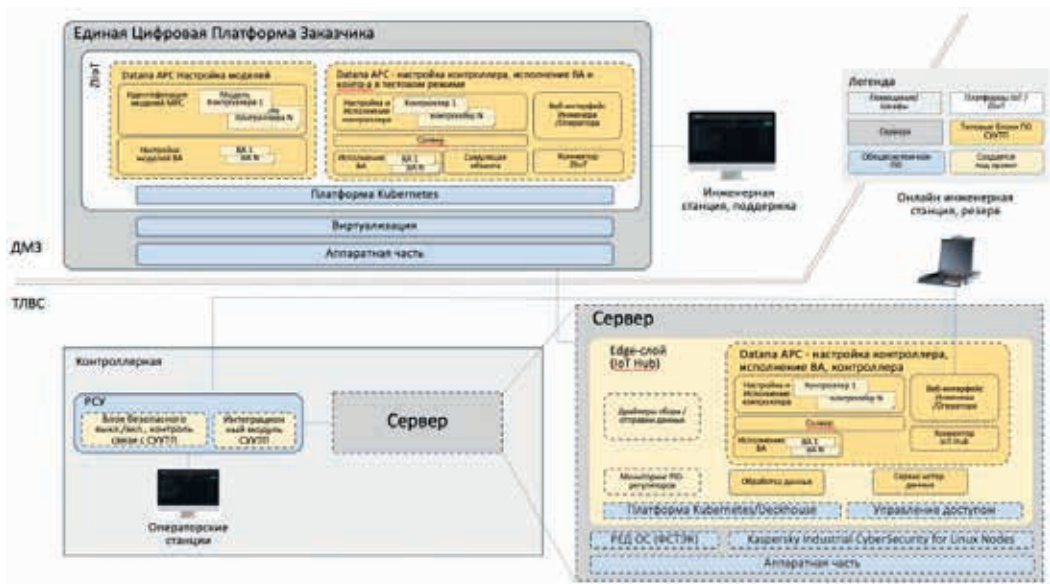 Единая Цифровая Платформа Заказчика
ZIIoT
Datana APC Настройка моделей
Идентификация
моделей MPC
Модель
Контроллера 1
Контроллера N
Настройка
моделей ВА
ВА 1
ВА N
Datana APC - настройка контроллера, исполнение ВА и
в тестовом режиме
Настройка и
Исполнение
контроллера
Контроллер 1
контроллер N
Солвер
Исполнение
ВА
ВА 1
ВА N
Симуляция
объекта
Веб-интерфейс
Инженера
/Оператора
Коннектор
ZIIoT
Платформа Kubernetes
Виртуализация
Аппаратная часть
Инженерная
станция, поддержка
Легенда
Помещения/
шкафы
Платформы IoT /
ZIIoT
Сервера
Типовые блоки ПО
СУУТП
Общесистемное
ПО
Создается
под проект
Онлайн инженерная
станция, резерв
ДМЗ
ТЛВС
Контроллерная
РСУ
Блок безопасного
выкл./вкл., контроль
связи с СУУТП
Интеграцион
ный модуль
СУУТП
Операторские
станции
Сервер
Сервер
Edge-слой
(IoT Hub)
Драйверы сбора /
отправки данных
Мониторинг ПИД-
регуляторов
Datana APC - настройка контроллера,
исполнение ВА, контроллера
Настройка и
Исполнение
контроллера
Контроллер 1
контроллер N
Солвер
Исполнение
ВА
ВА 1
ВА N
Веб-интерфейс
Инженера
/Оператора
Коннектор
IoT Hub
Обработка данных
данных
Платформа Kubernetes/Deckhouse
Управление доступом
РЕД ОС (ФСТЭК)
Kaspersky Industrial CyberSecurity for Linux Nodes
Аппаратная часть